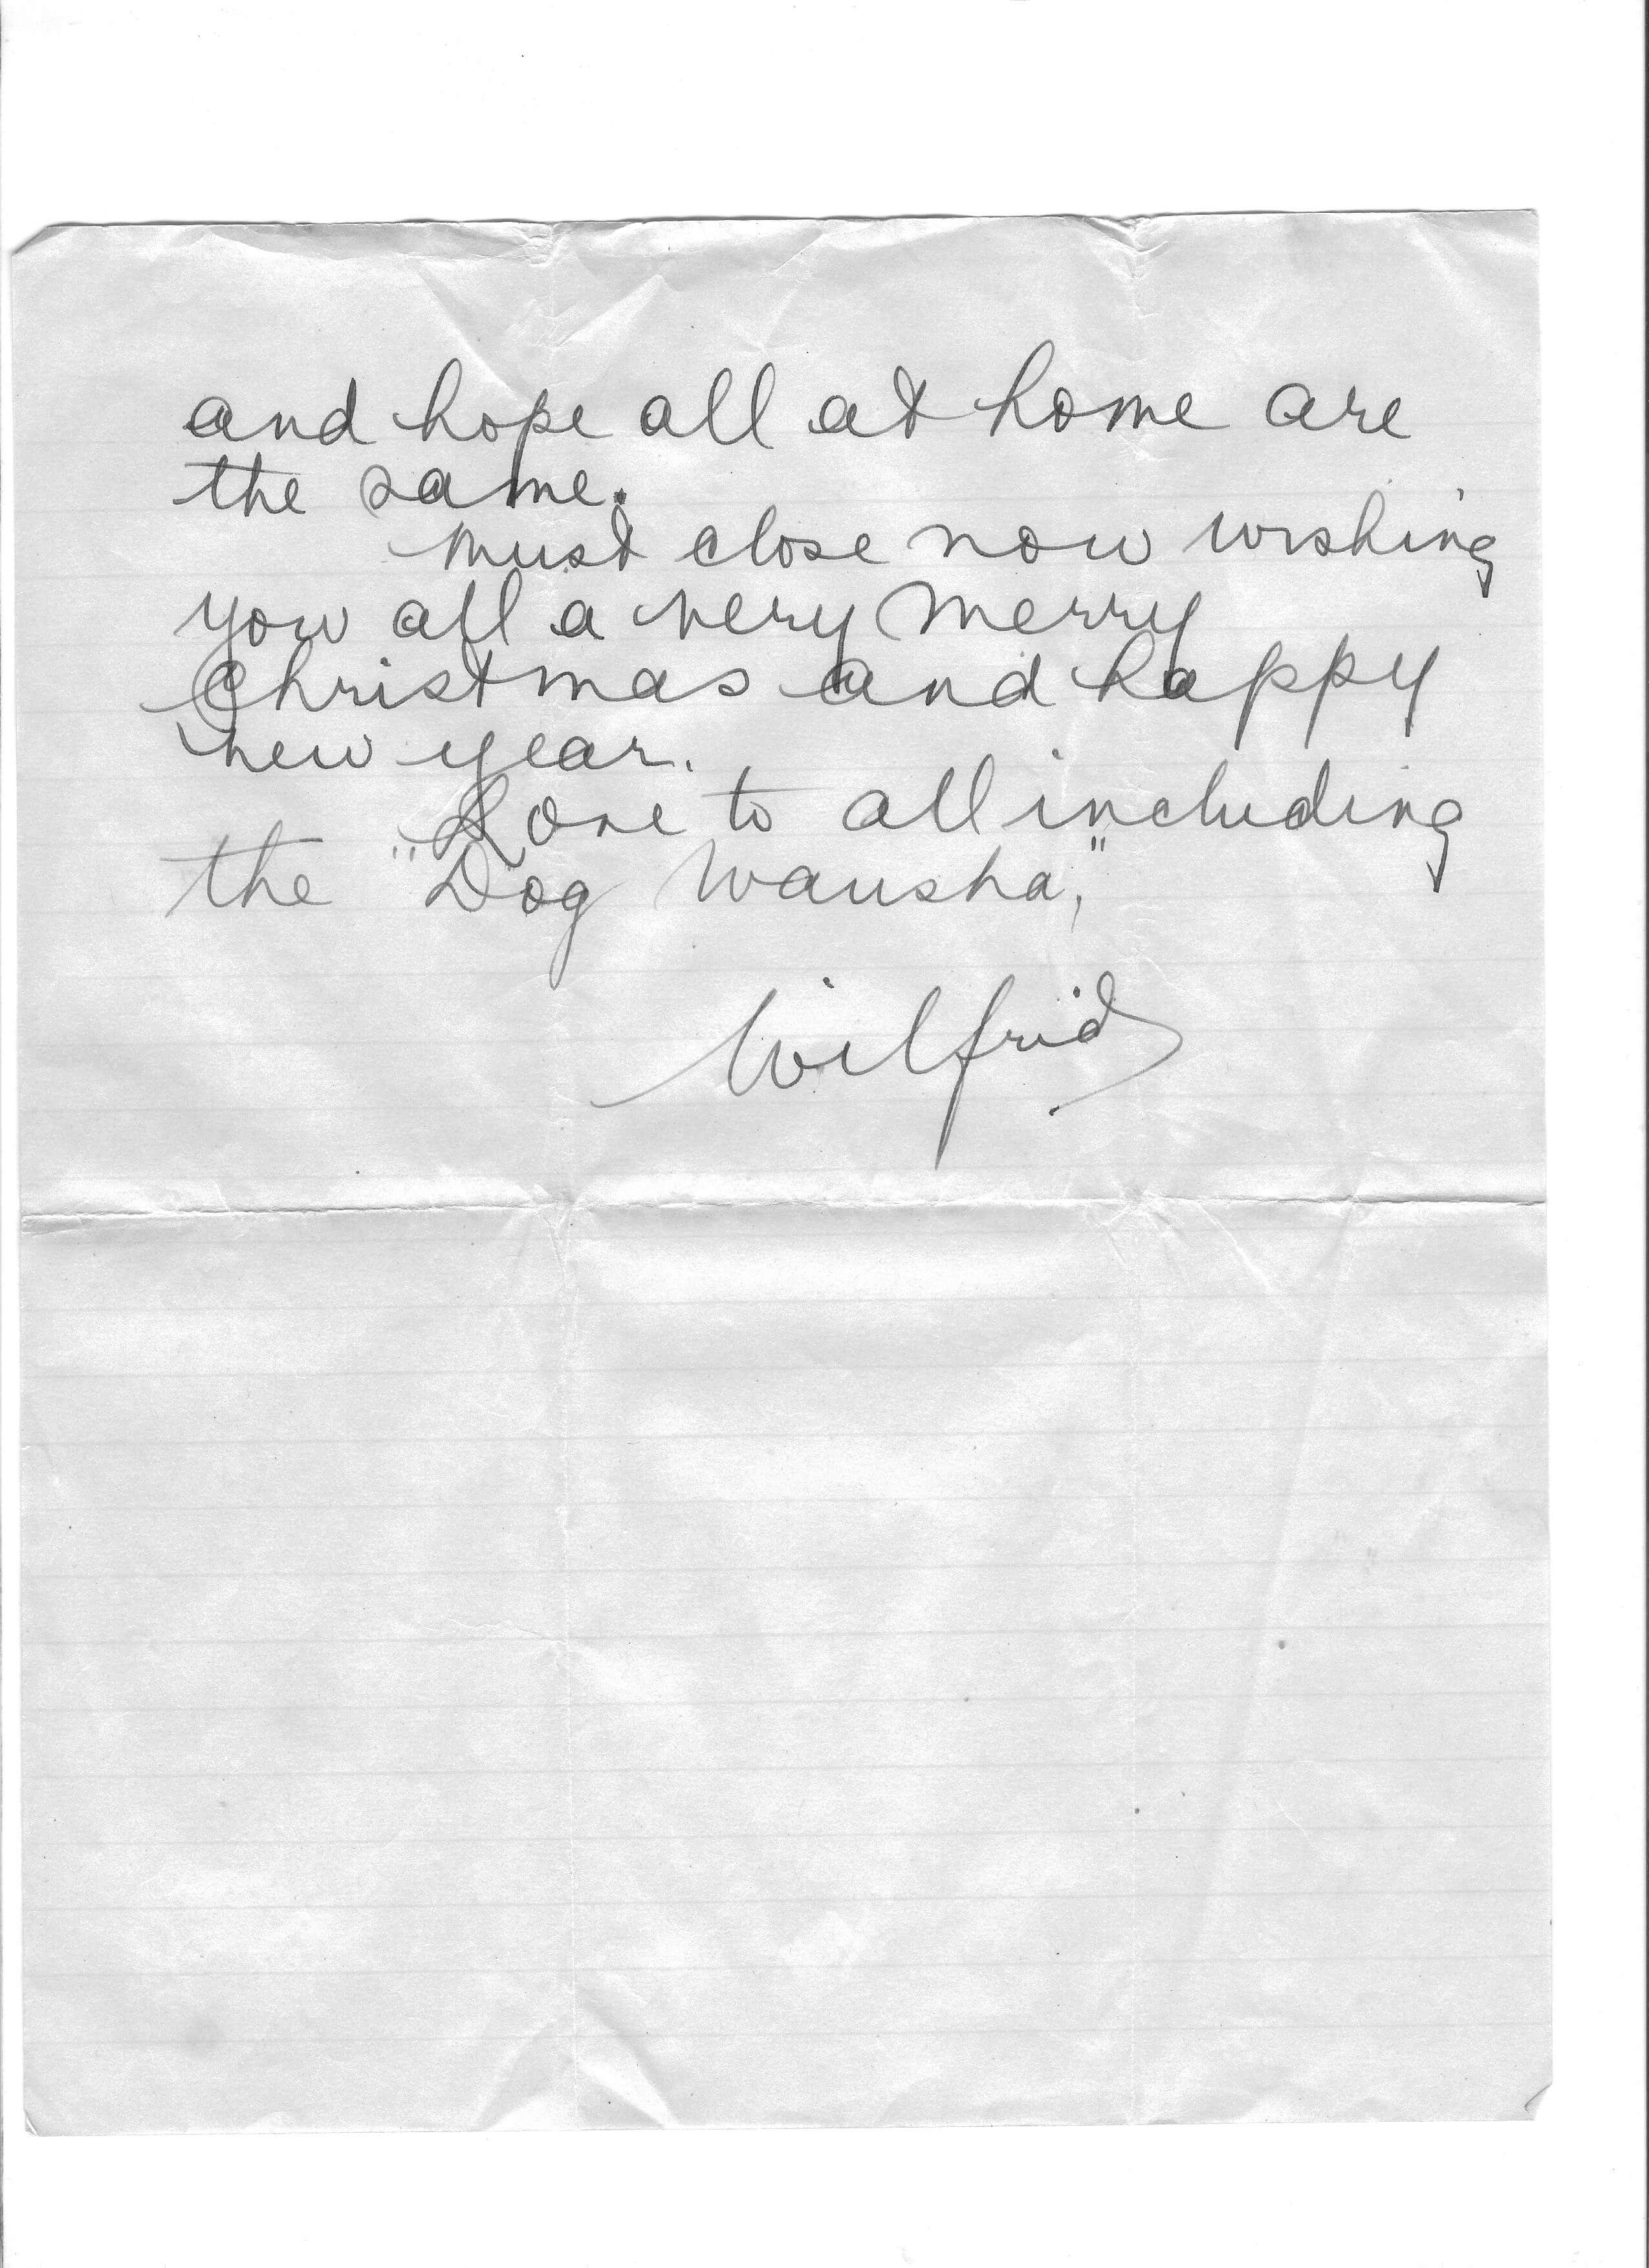 and hope all at home are
the same.
must close now wishing
you all a very merry
christmas and happy
new year.
Love to all including
the "Dog Wausha,"
Wilfrid